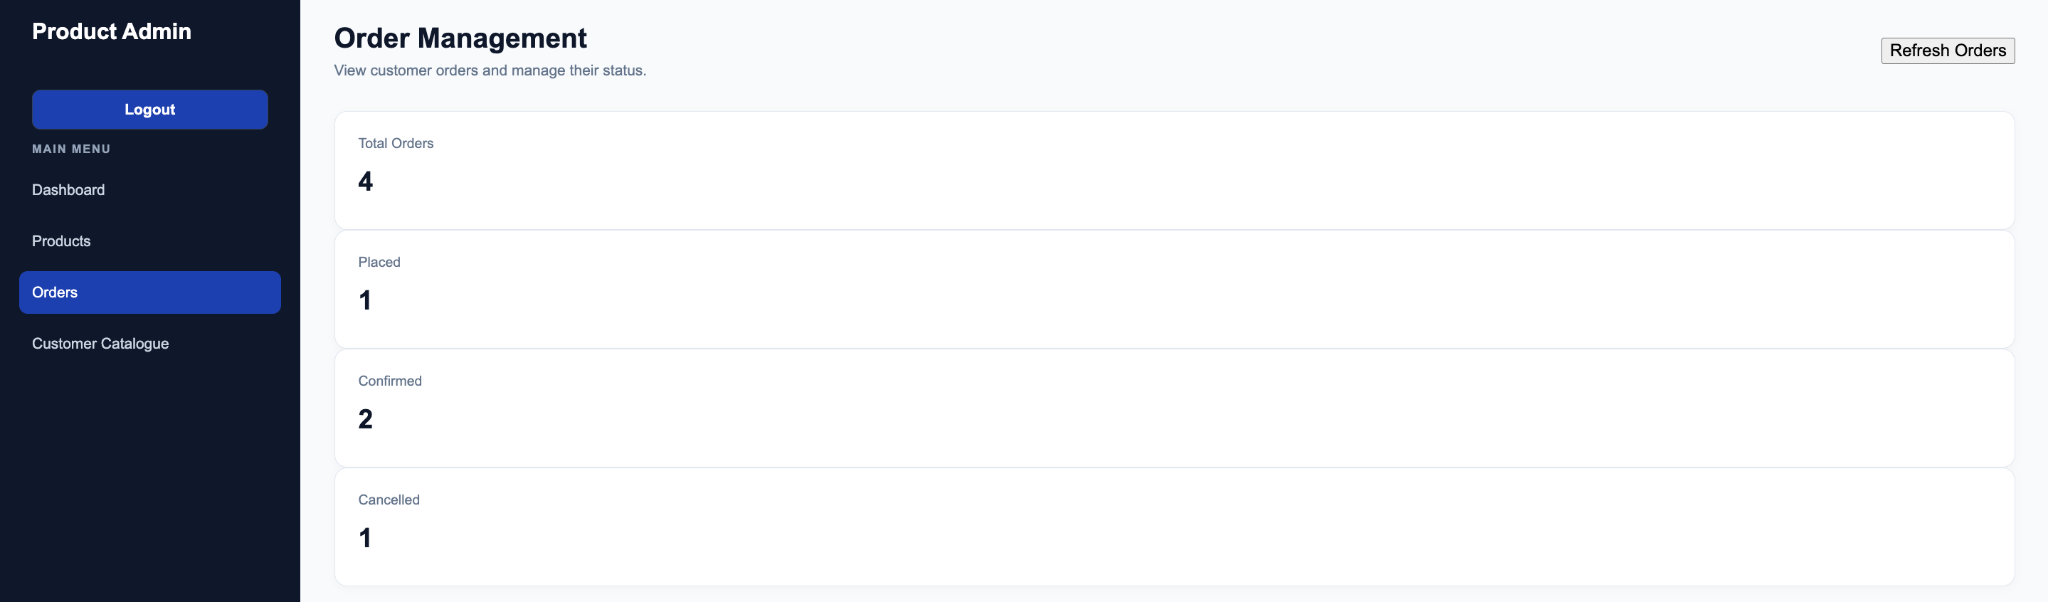 Product Admin
Logout
MAIN MENU
Dashboard
Products
Orders
Customer Catalogue
Order Management
View customer orders and manage their status.
Refresh Orders
Total Orders
4
Placed
1
Confirmed
2
Cancelled
1